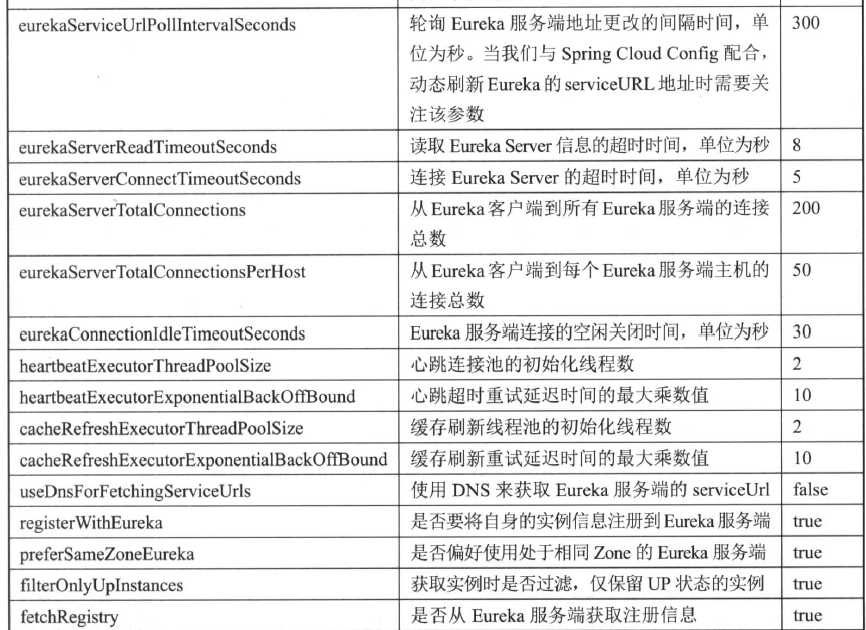 eurekaServiceUrlPollIntervalSeconds 轮询 Eureka 服务端地址更改的间隔时间，单 300
位为秒。当我们与 Spring Cloud Config 配合，
动态刷新 Eureka 的 serviceURL 地址时需要关
注该参数
eurekaServerReadTimeoutSeconds 读取 Eureka Server 信息的超时时间，单位为秒 8
eurekaServerConnectTimeoutSeconds 连接 Eureka Server 的超时时间，单位为秒 5
eurekaServerTotalConnections 从 Eureka 客户端到所有 Eureka 服务端的连接 200
总数
eurekaServerTotalConnectionsPerHost 从 Eureka 客户端到每个 Eureka 服务端主机的 50
连接总数
eurekaConnectionIdleTimeoutSeconds Eureka 服务端连接的空闲关闭时间，单位为秒 30
heartbeatExecutorThreadPoolSize 心跳连接池的初始化线程数 2
heartbeatExecutorExponentialBackOffBound 心跳超时重试延迟时间的最大乘数值 10
cacheRefreshExecutorThreadPoolSize 缓存刷新线程池的初始化线程数 2
cacheRefreshExecutorExponentialBackOffBound 缓存刷新重试延迟时间的最大乘数值 10
useDnsForFetchingServiceUrls 使用 DNS 来获取 Eureka 服务端的 serviceUrl false
registerWithEureka 是否要将自身的实例信息注册到 Eureka 服务端 true
preferSameZoneEureka 是否偏好使用处于相同 Zone 的 Eureka 服务端 true
filterOnlyUpInstances 获取实例时是否过滤，仅保留 UP 状态的实例 true
fetchRegistry 是否从 Eureka 服务端获取注册信息 true